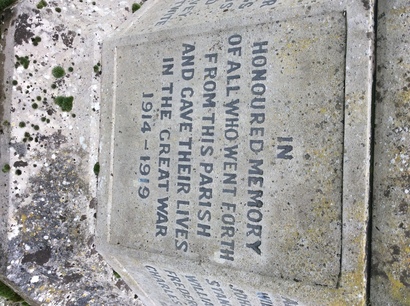 IN
HONOURED MEMORY
OF ALL WHO WENT FORTH
FROM THIS PARISH
AND GAVE THEIR LIVES
IN THE GREAT WAR
1914-1919